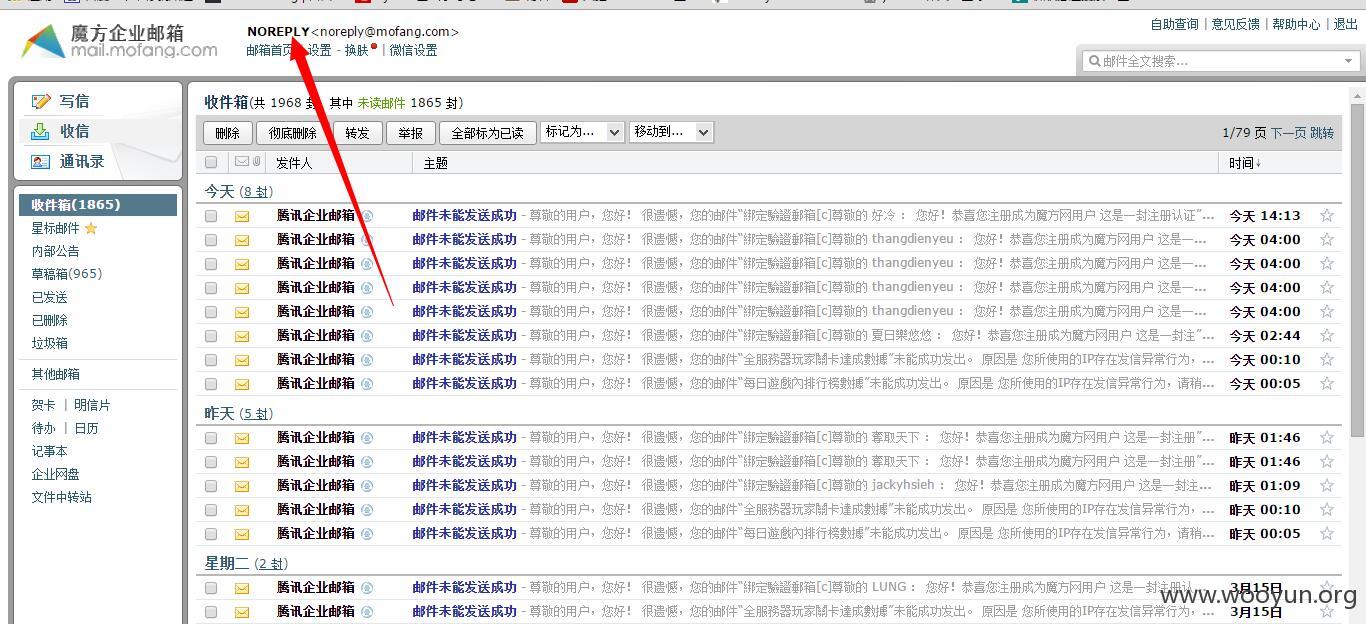 魔方企业邮箱
mail.mofang.com
NOREPLY<noreply@mofang.com>
邮箱首页 设置 - 换肤 | 微信设置
自助查询 | 意见反馈 | 帮助中心 | 退出
邮件全文搜索...
写信
收信
通讯录
收件箱(1865)
星标邮件
内部公告
草稿箱(965)
已发送
已删除
垃圾箱
其他邮箱
贺卡 | 明信片
待办 | 日历
记事本
企业网盘
文件中转站
收件箱(共 1968 封 其中 未读邮件 1865 封)
删除 彻底删除 转发 举报 全部标为已读 标记为... 移动到... 1/79 页 下一页 跳转
发件人 主题 时间↓
今天 (8 封)
腾讯企业邮箱 邮件未能发送成功 - 尊敬的用户，您好！ 很遗憾，您的邮件“綁定驗證郵箱[c]尊敬的 好冷 ： 您好！恭喜您注册成为魔方网用户 这是一封注册认证”... 今天 14:13
腾讯企业邮箱 邮件未能发送成功 - 尊敬的用户，您好！ 很遗憾，您的邮件“綁定驗證郵箱[c]尊敬的 thangdienyeu ： 您好！恭喜您注册成为魔方网用户 这是一... 今天 04:00
腾讯企业邮箱 邮件未能发送成功 - 尊敬的用户，您好！ 很遗憾，您的邮件“綁定驗證郵箱[c]尊敬的 thangdienyeu ： 您好！恭喜您注册成为魔方网用户 这是一... 今天 04:00
腾讯企业邮箱 邮件未能发送成功 - 尊敬的用户，您好！ 很遗憾，您的邮件“綁定驗證郵箱[c]尊敬的 thangdienyeu ： 您好！恭喜您注册成为魔方网用户 这是一... 今天 04:00
腾讯企业邮箱 邮件未能发送成功 - 尊敬的用户，您好！ 很遗憾，您的邮件“綁定驗證郵箱[c]尊敬的 thangdienyeu ： 您好！恭喜您注册成为魔方网用户 这是一... 今天 04:00
腾讯企业邮箱 邮件未能发送成功 - 尊敬的用户，您好！ 很遗憾，您的邮件“綁定驗證郵箱[c]尊敬的 夏日樂悠悠 ： 您好！恭喜您注册成为魔方网用户 这是一封注”... 今天 02:44
腾讯企业邮箱 邮件未能发送成功 - 尊敬的用户，您好！ 很遗憾，您的邮件“全服務器玩家關卡達成數據”未能成功发出。 原因是 您所使用的IP存在发信异常行为，... 今天 00:10
腾讯企业邮箱 邮件未能发送成功 - 尊敬的用户，您好！ 很遗憾，您的邮件“每日遊戲內排行榜數據”未能成功发出。 原因是 您所使用的IP存在发信异常行为，请稍... 今天 00:05
昨天 (5 封)
腾讯企业邮箱 邮件未能发送成功 - 尊敬的用户，您好！ 很遗憾，您的邮件“綁定驗證郵箱[c]尊敬的 奪取天下 ： 您好！恭喜您注册成为魔方网用户 这是一封注册”... 昨天 01:46
腾讯企业邮箱 邮件未能发送成功 - 尊敬的用户，您好！ 很遗憾，您的邮件“綁定驗證郵箱[c]尊敬的 奪取天下 ： 您好！恭喜您注册成为魔方网用户 这是一封注册”... 昨天 01:46
腾讯企业邮箱 邮件未能发送成功 - 尊敬的用户，您好！ 很遗憾，您的邮件“綁定驗證郵箱[c]尊敬的 jackyhsieh ： 您好！恭喜您注册成为魔方网用户 这是一封注... 昨天 01:09
腾讯企业邮箱 邮件未能发送成功 - 尊敬的用户，您好！ 很遗憾，您的邮件“全服務器玩家關卡達成數據”未能成功发出。 原因是 您所使用的IP存在发信异常行为，... 昨天 00:10
腾讯企业邮箱 邮件未能发送成功 - 尊敬的用户，您好！ 很遗憾，您的邮件“每日遊戲內排行榜數據”未能成功发出。 原因是 您所使用的IP存在发信异常行为，请稍... 昨天 00:05
星期二 (2 封)
腾讯企业邮箱 邮件未能发送成功 - 尊敬的用户，您好！ 很遗憾，您的邮件“綁定驗證郵箱[c]尊敬的 LUNG ： 您好！恭喜您注册成为魔方网用户 这是一封注册认... 3月15日
腾讯企业邮箱 邮件未能发送成功 - 尊敬的用户，您好！ 很遗憾，您的邮件“全服務器玩家關卡達成數據”未能成功发出。 原因是 您所使用的IP存在发信异常行为，... 3月15日
www.wooyun.org